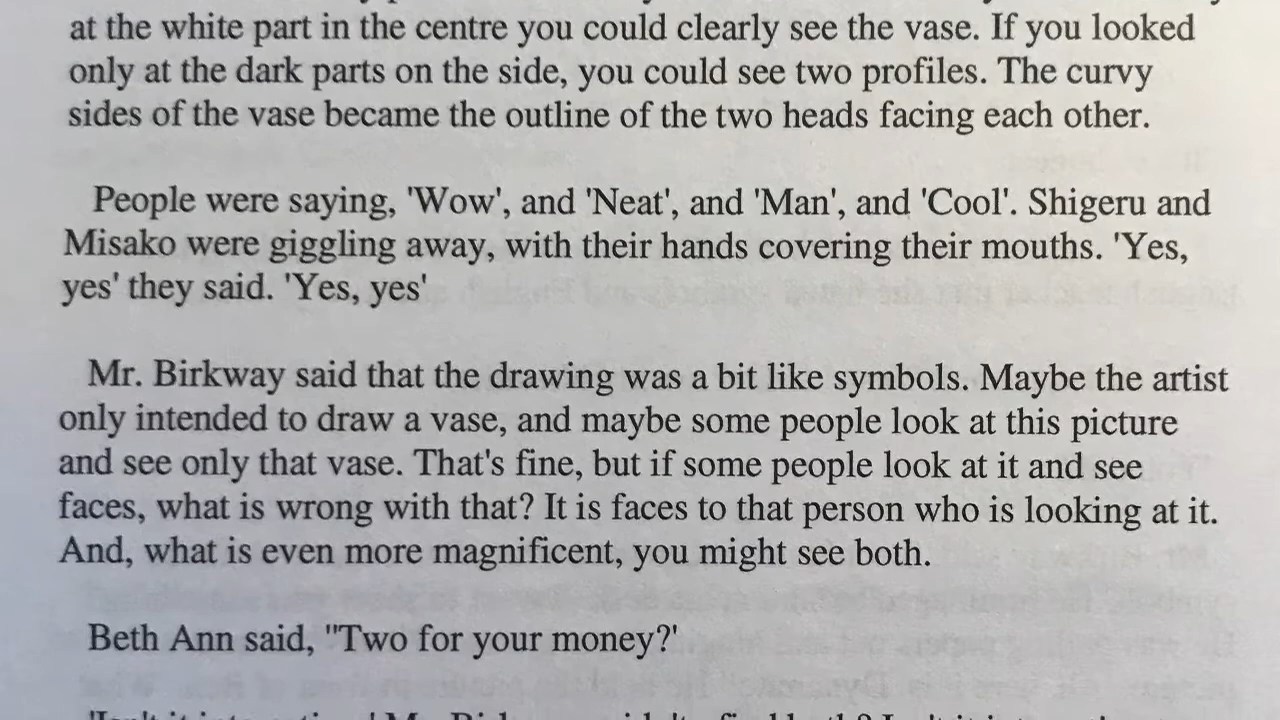 at the white part in the centre you could clearly see the vase. If you looked
only at the dark parts on the side, you could see two profiles. The curvy
sides of the vase became the outline of the two heads facing each other.
People were saying, 'Wow', and 'Neat', and 'Man', and 'Cool'. Shigeru and
Misako were giggling away, with their hands covering their mouths. 'Yes,
yes' they said. 'Yes, yes'
Mr. Birkway said that the drawing was a bit like symbols. Maybe the artist
only intended to draw a vase, and maybe some people look at this picture
and see only that vase. That's fine, but if some people look at it and see
faces, what is wrong with that? It is faces to that person who is looking at it.
And, what is even more magnificent, you might see both.
Beth Ann said, "Two for your money?'